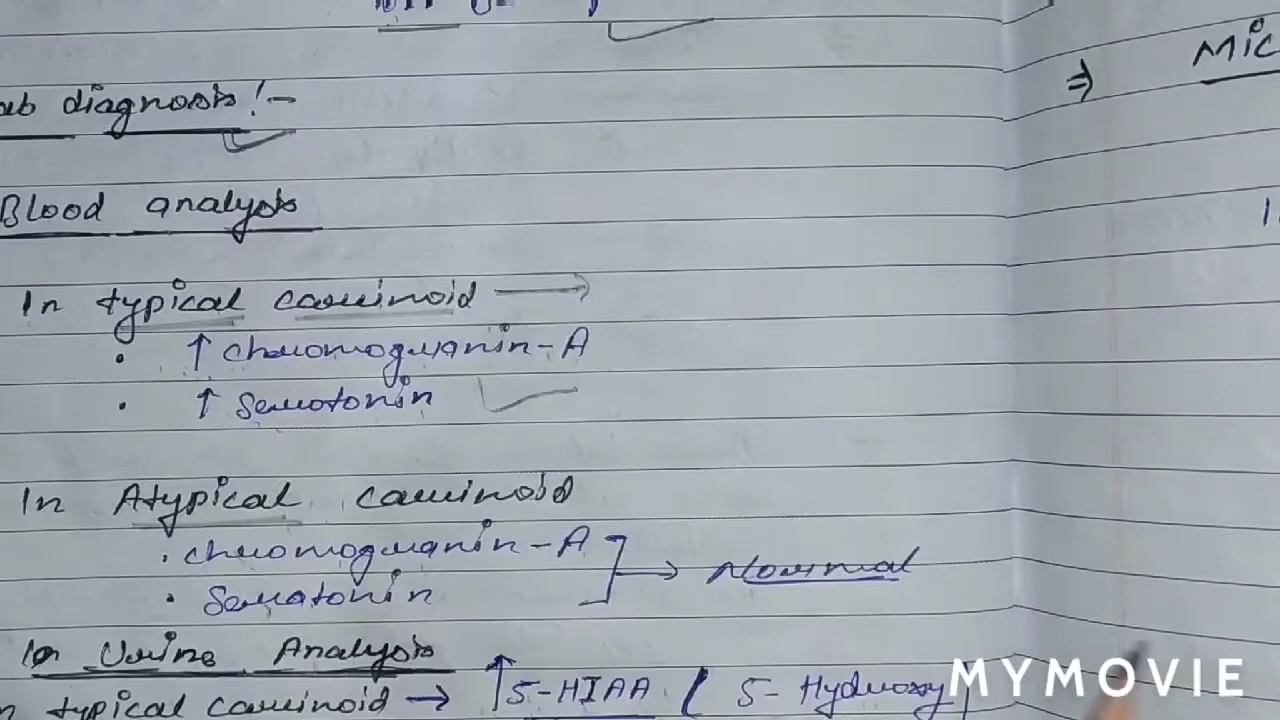 diagnosis :-
⇒ Mic
Blood analysis
In typical carcinoid →
• ↑ chromogranin-A
• ↑ Serotonin
In Atypical carcinoid
• chromogranin-A
→ Normal
• Serotonin
In Urine Analysis
typical carcinoid → ↑ 5-HIAA ( 5-Hydroxy
MYMOVIE